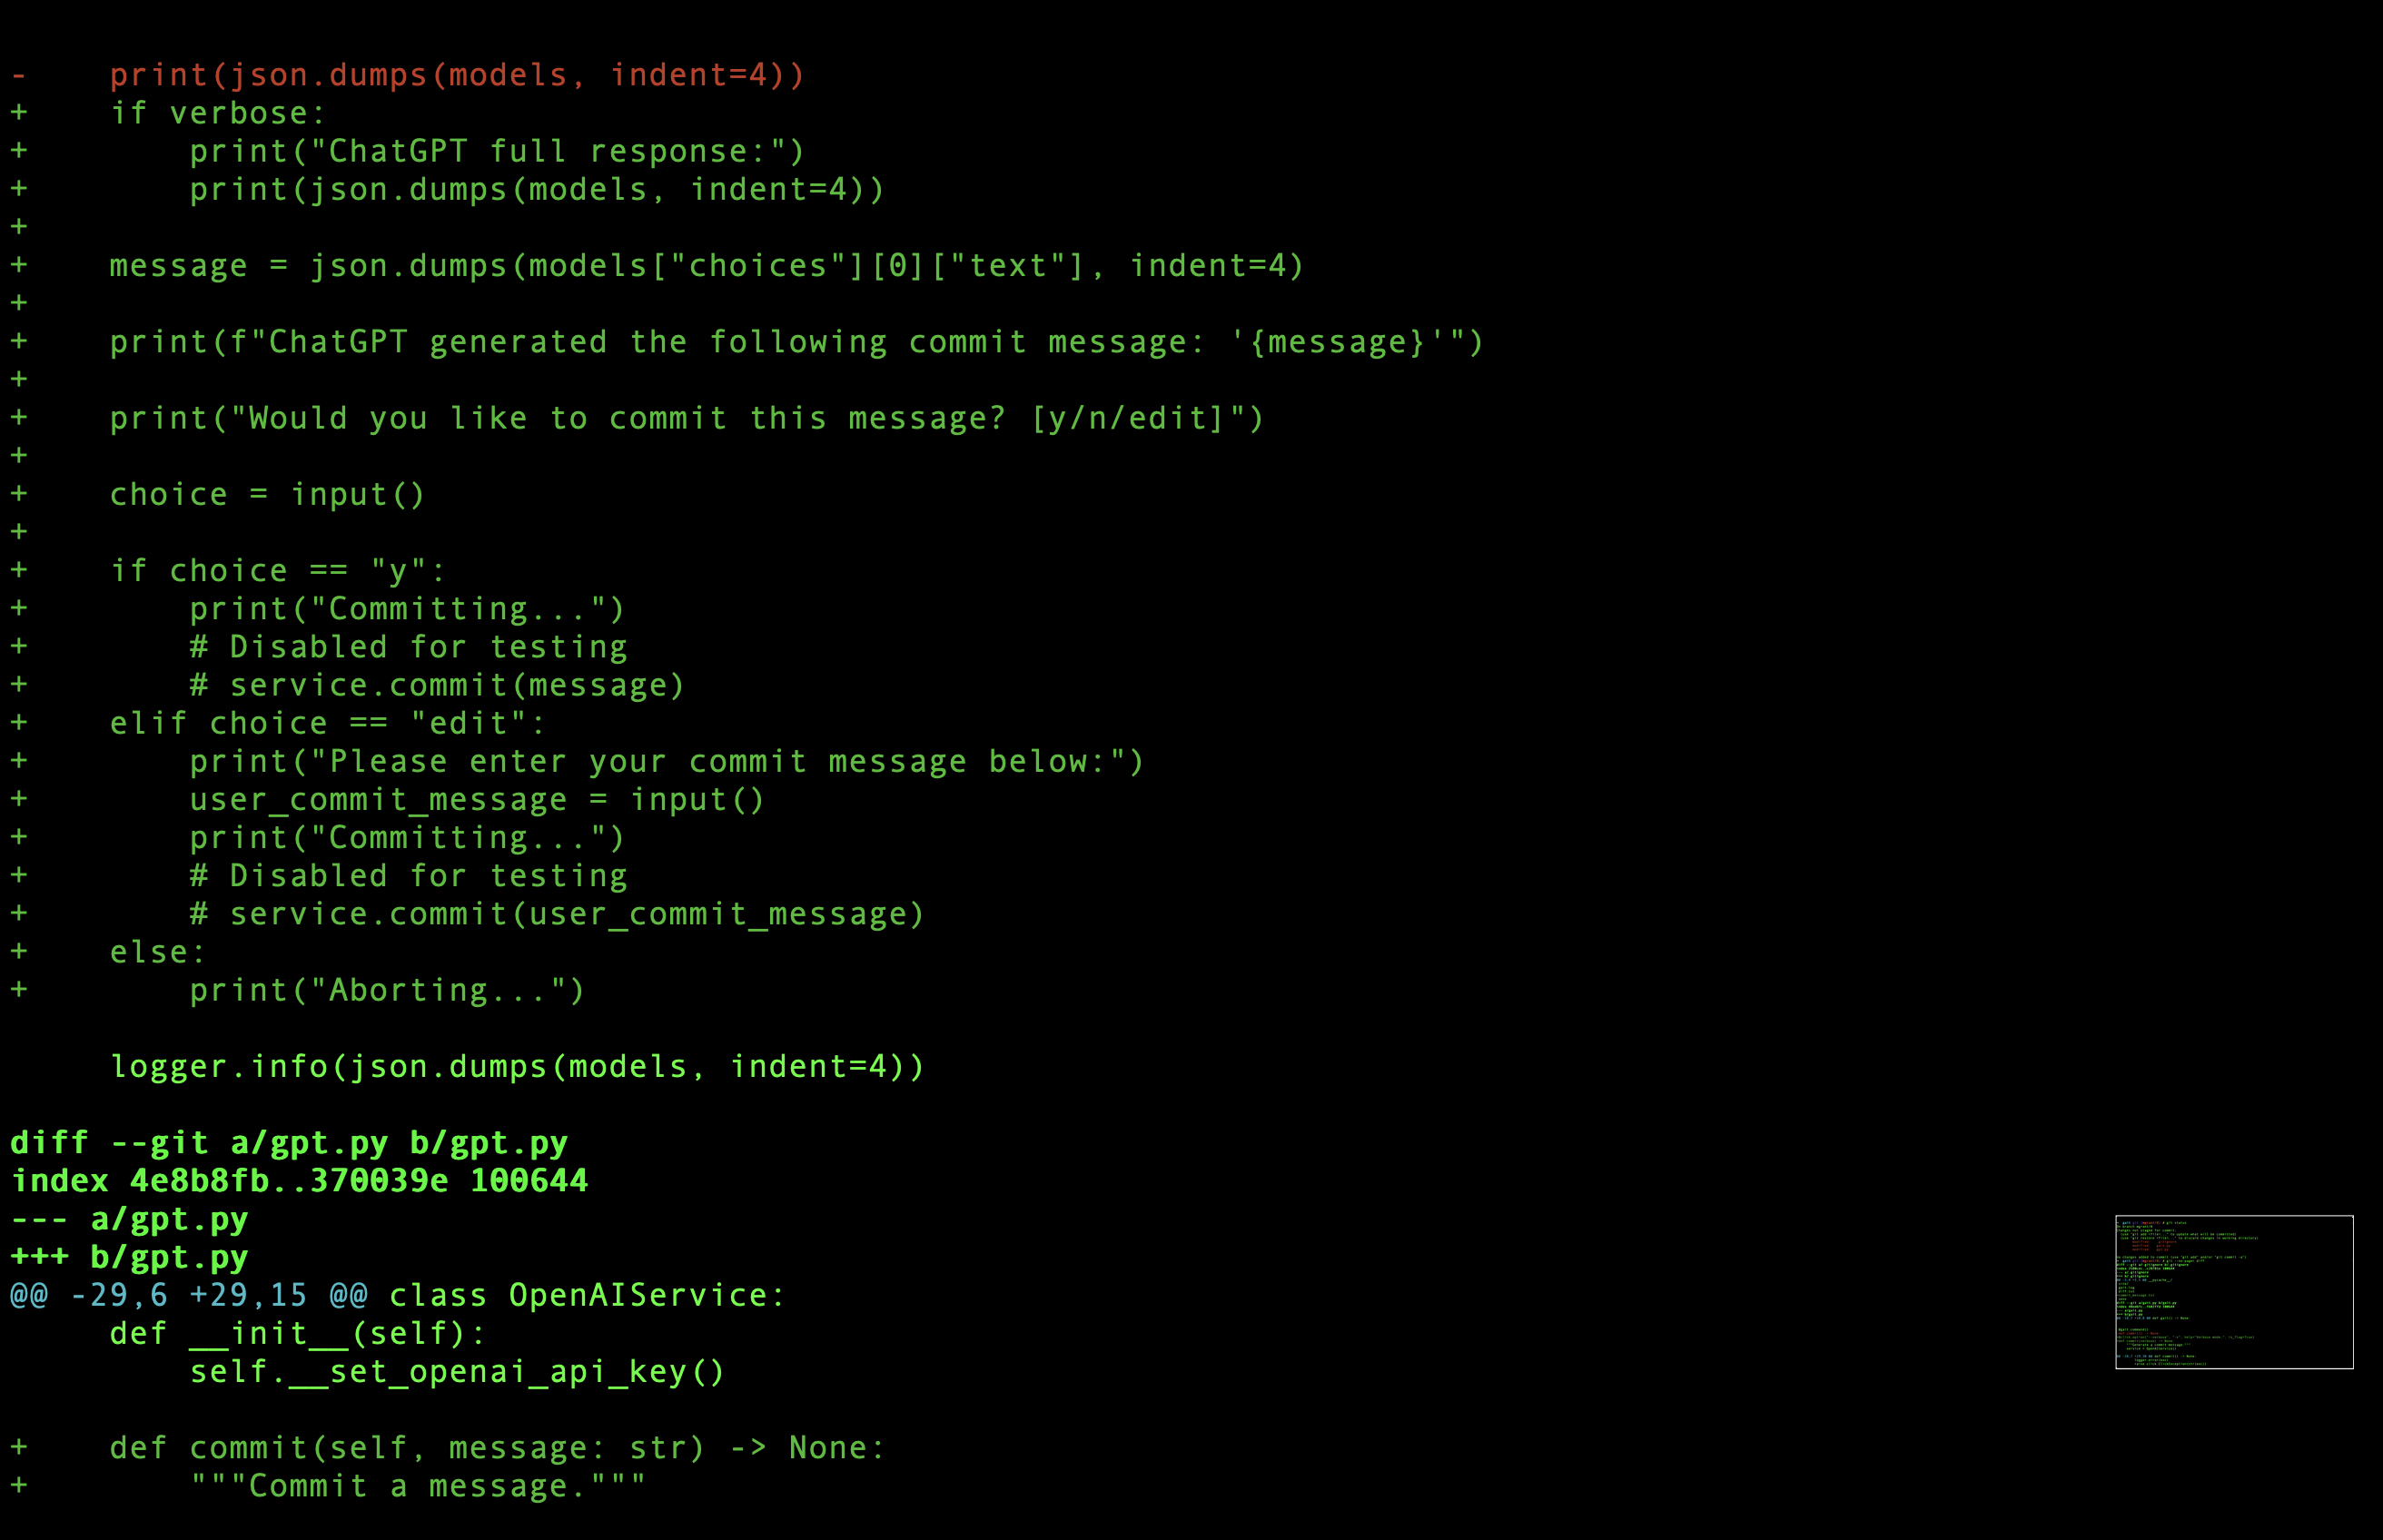 -    print(json.dumps(models, indent=4))
+    if verbose:
+        print("ChatGPT full response:")
+        print(json.dumps(models, indent=4))
+
+    message = json.dumps(models["choices"][0]["text"], indent=4)
+
+    print(f"ChatGPT generated the following commit message: '{message}'")
+
+    print("Would you like to commit this message? [y/n/edit]")
+
+    choice = input()
+
+    if choice == "y":
+        print("Committing...")
+        # Disabled for testing
+        # service.commit(message)
+    elif choice == "edit":
+        print("Please enter your commit message below:")
+        user_commit_message = input()
+        print("Committing...")
+        # Disabled for testing
+        # service.commit(user_commit_message)
+    else:
+        print("Aborting...")
     logger.info(json.dumps(models, indent=4))
diff --git a/gpt.py b/gpt.py
index 4e8b8fb..370039e 100644
--- a/gpt.py
+++ b/gpt.py
@@ -29,6 +29,15 @@ class OpenAIService:
     def __init__(self):
         self.__set_openai_api_key()
+    def commit(self, message: str) -> None:
+        """Commit a message."""